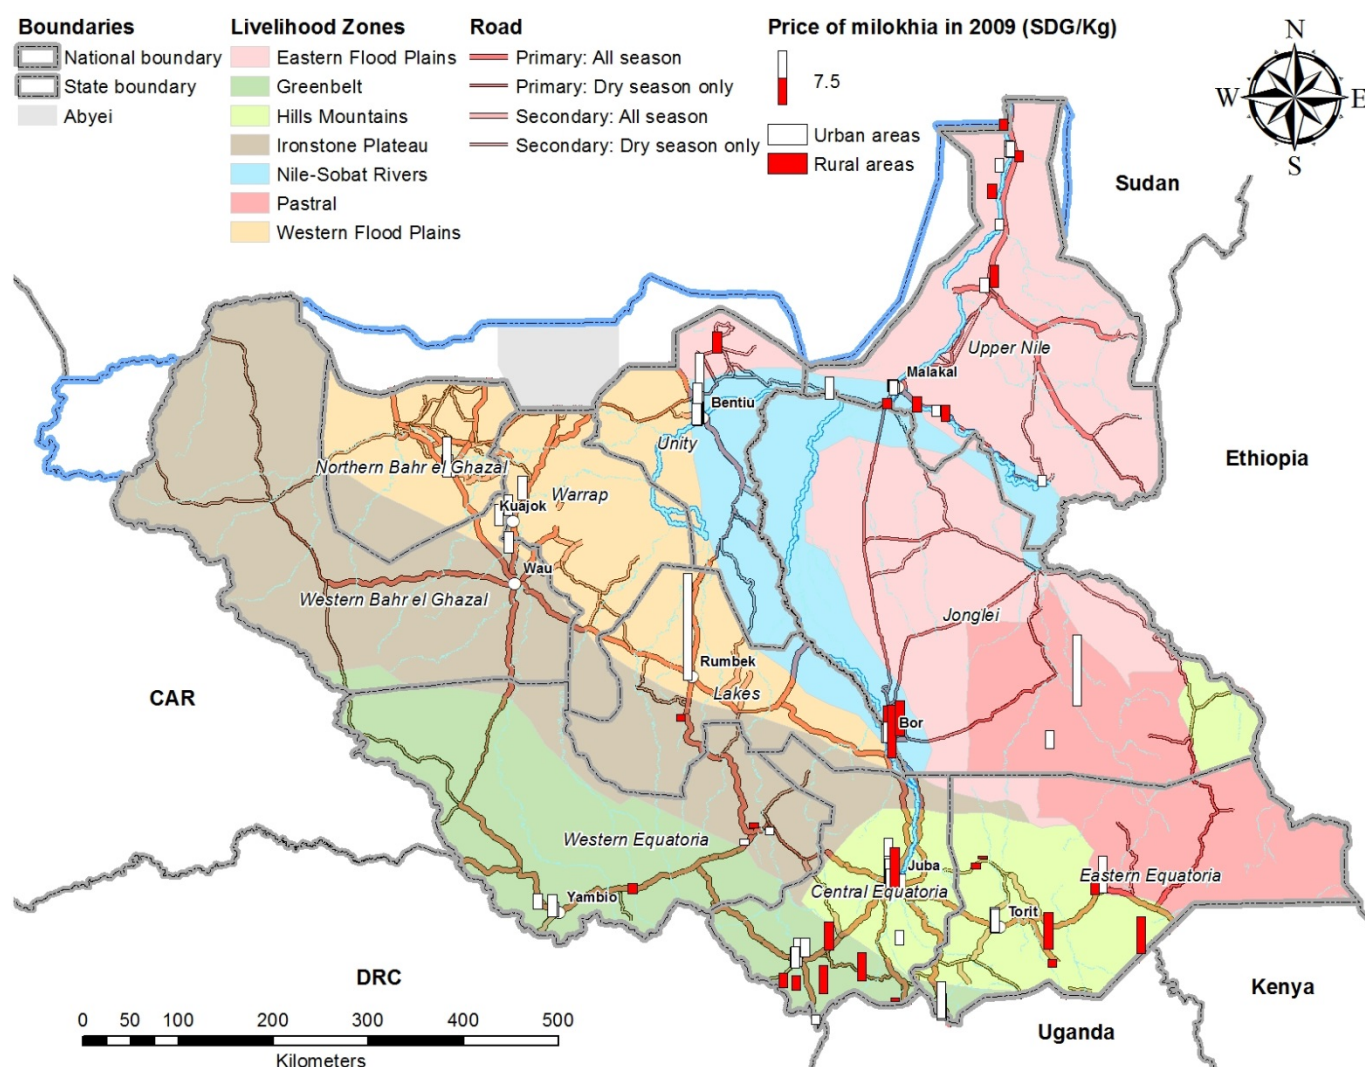 Boundaries
National boundary
State boundary
Abyei
Livelihood Zones
Eastern Flood Plains
Greenbelt
Hills Mountains
Ironstone Plateau
Nile-Sobat Rivers
Pastral
Western Flood Plains
Road
Primary: All season
Primary: Dry season only
Secondary: All season
Secondary: Dry season only
Price of milokhia in 2009 (SDG/Kg)
7.5
Urban areas
Rural areas
N
W E
S
Sudan
Upper Nile
Malakal
Bentiu
Unity
Ethiopia
Northern Bahr el Ghazal
Warrap
Kuajok
Wau
Western Bahr el Ghazal
Jonglei
Rumbek
Lakes
CAR
Bor
Western Equatoria
Juba
Central Equatoria
Eastern Equatoria
Yambio
Torit
DRC
Kenya
Uganda
0 50 100 200 300 400 500
Kilometers